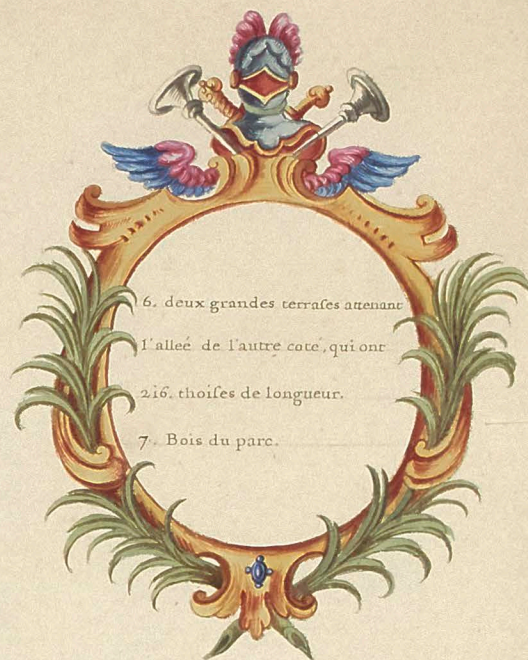 6. deux grandes terraſes attenant
l'alleé de l'autre coté, qui ont
216. thoiſes de longueur.
7. Bois du parc.